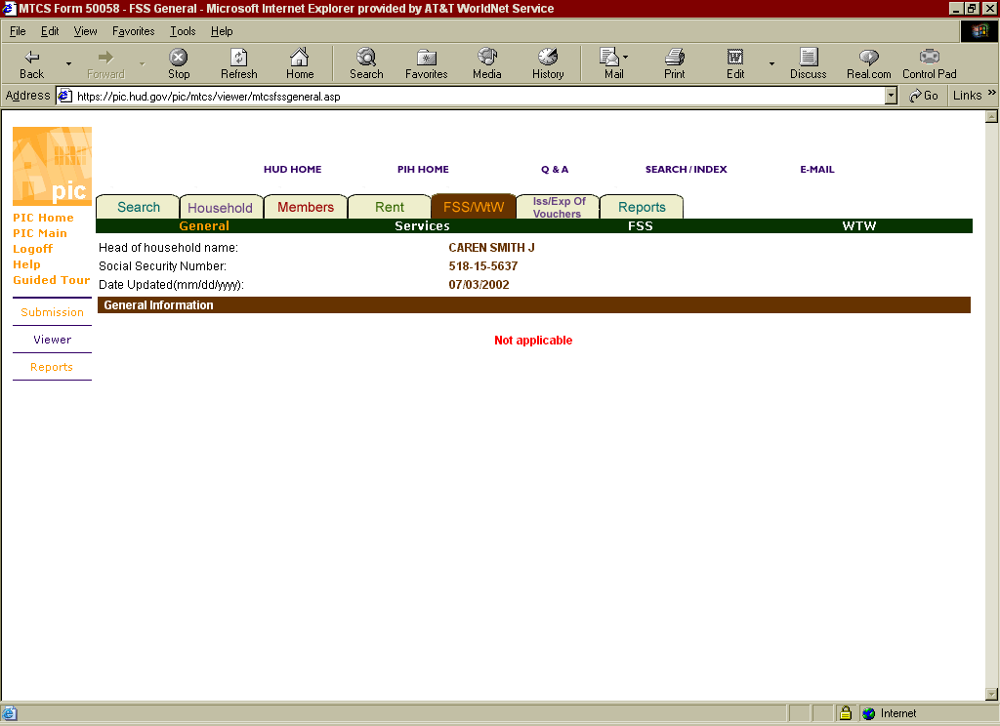 MTCS Form 50058 - FSS General - Microsoft Internet Explorer provided by AT&T WorldNet Service
File Edit View Favorites Tools Help
Back Forward Stop Refresh Home Search Favorites Media History Mail Print Edit Discuss Real.com Control Pad
Address https://pic.hud.gov/pic/mtcs/viewer/mtcsfssgeneral.asp Go Links »
pic
HUD HOME PIH HOME Q & A SEARCH / INDEX E-MAIL
Search Household Members Rent FSS/WtW Iss/Exp Of Vouchers Reports
General Services FSS WTW
PIC Home
PIC Main
Logoff
Help
Guided Tour
Submission
Viewer
Reports
Head of household name: CAREN SMITH J
Social Security Number: 518-15-5637
Date Updated(mm/dd/yyyy): 07/03/2002
General Information
Not applicable
Internet